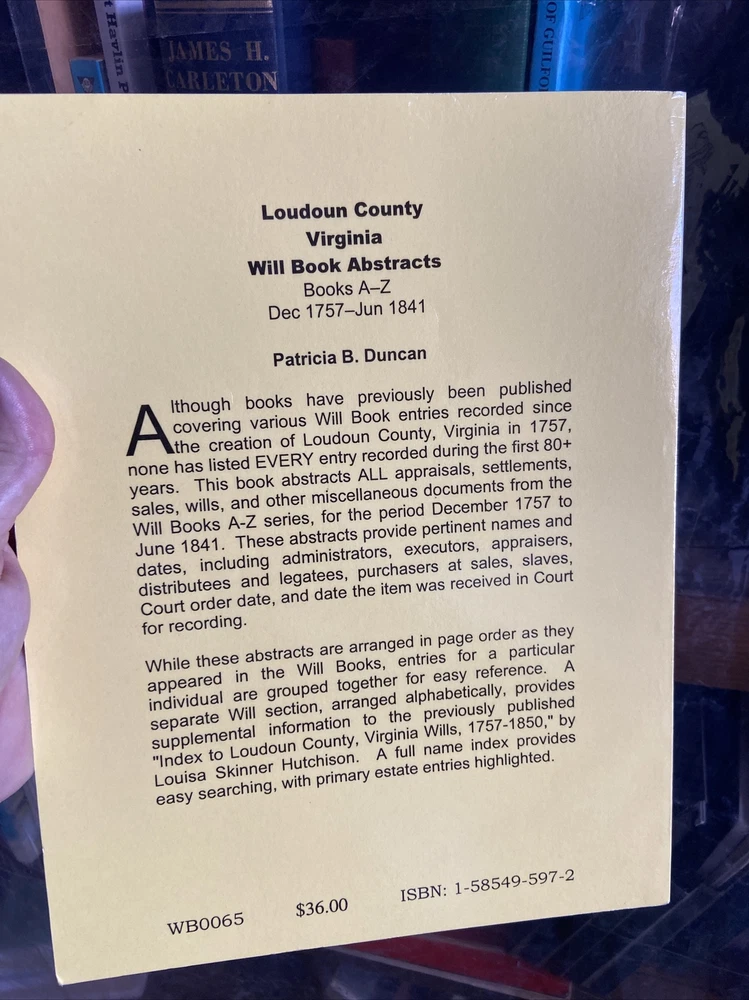 t Havlin P
JAMES H.
CARLETON
OF GUILFO
Loudoun County
Virginia
Will Book Abstracts
Books A–Z
Dec 1757–Jun 1841
Patricia B. Duncan
Although books have previously been published
covering various Will Book entries recorded since
the creation of Loudoun County, Virginia in 1757,
none has listed EVERY entry recorded during the first 80+
years. This book abstracts ALL appraisals, settlements,
sales, wills, and other miscellaneous documents from the
Will Books A-Z series, for the period December 1757 to
June 1841. These abstracts provide pertinent names and
dates, including administrators, executors, appraisers,
distributees and legatees, purchasers at sales, slaves,
Court order date, and date the item was received in Court
for recording.
While these abstracts are arranged in page order as they
appeared in the Will Books, entries for a particular
individual are grouped together for easy reference. A
separate Will section, arranged alphabetically, provides
supplemental information to the previously published
"Index to Loudoun County, Virginia Wills, 1757-1850," by
Louisa Skinner Hutchison. A full name index provides
easy searching, with primary estate entries highlighted.
WB0065 $36.00 ISBN: 1-58549-597-2